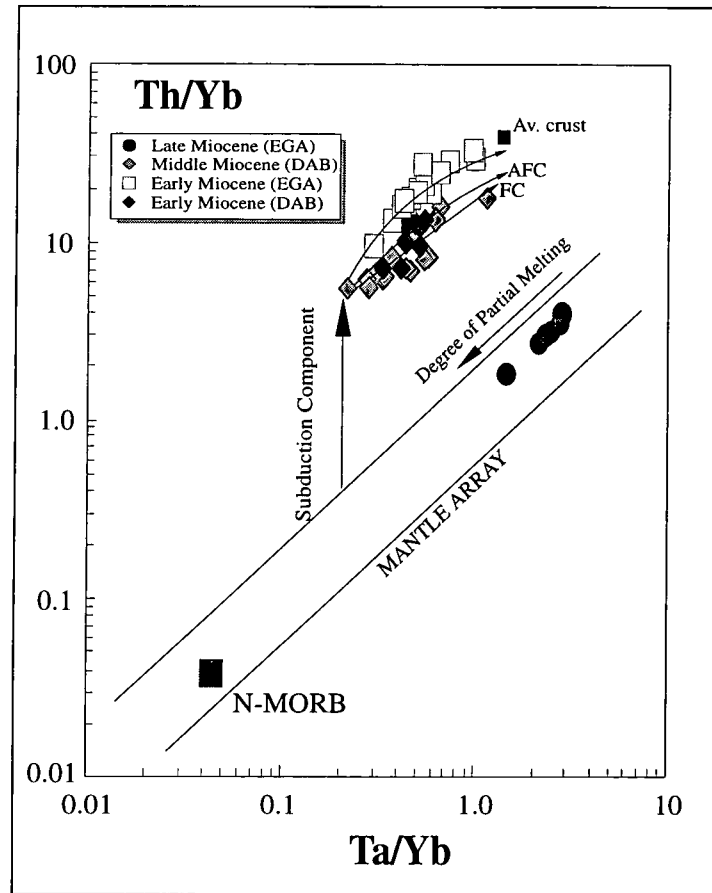 100
Th/Yb
Late Miocene (EGA)
Middle Miocene (DAB)
Early Miocene (EGA)
Early Miocene (DAB)
Av. crust
AFC
FC
10
Degree of Partial Melting
Subduction Component
1.0
MANTLE ARRAY
0.1
N-MORB
0.01
0.01
0.1
1.0
10
Ta/Yb